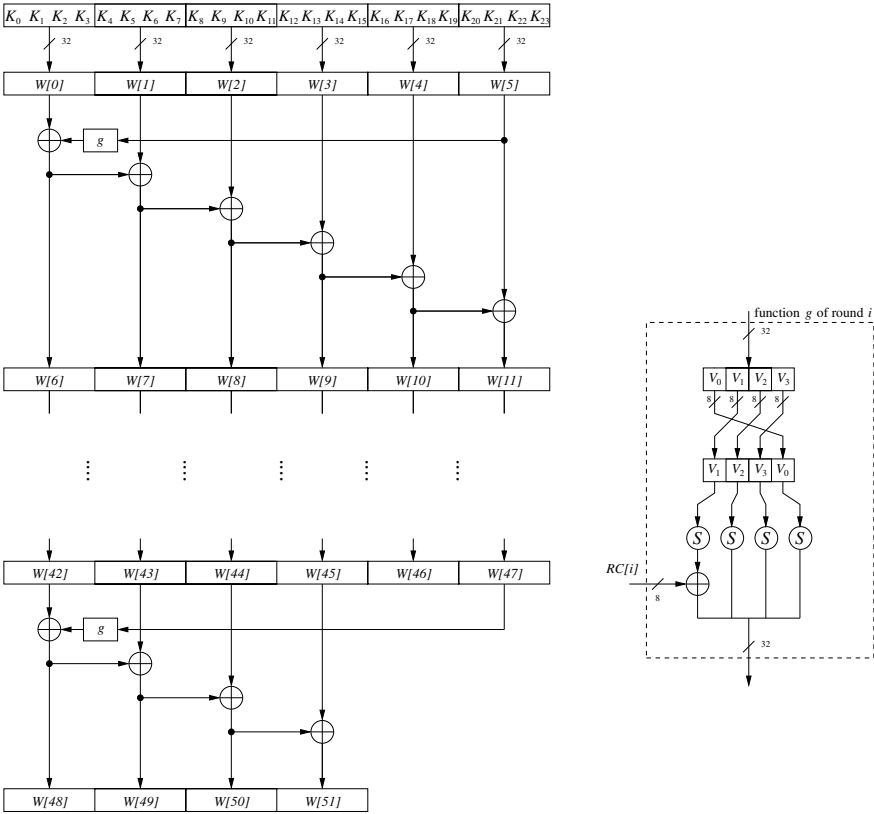 K₀ K₁ K₂ K₃ K₄ K₅ K₆ K₇ K₈ K₉ K₁₀ K₁₁ K₁₂ K₁₃ K₁₄ K₁₅ K₁₆ K₁₇ K₁₈ K₁₉ K₂₀ K₂₁ K₂₂ K₂₃
32 32 32 32 32 32
W[0] W[1] W[2] W[3] W[4] W[5]
g
W[6] W[7] W[8] W[9] W[10] W[11]
W[42] W[43] W[44] W[45] W[46] W[47]
g
W[48] W[49] W[50] W[51]
function g of round i
32
V₀ V₁ V₂ V₃
8 8 8 8
V₁ V₂ V₃ V₀
S S S S
RC[i]
8
32